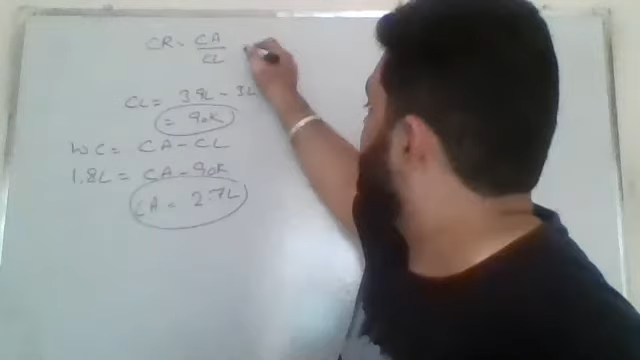 CR = CA
CL
CL = 3.9L - 3L
= 90K
WC = CA - CL
1.8L = CA - 90K
CA = 2.7L